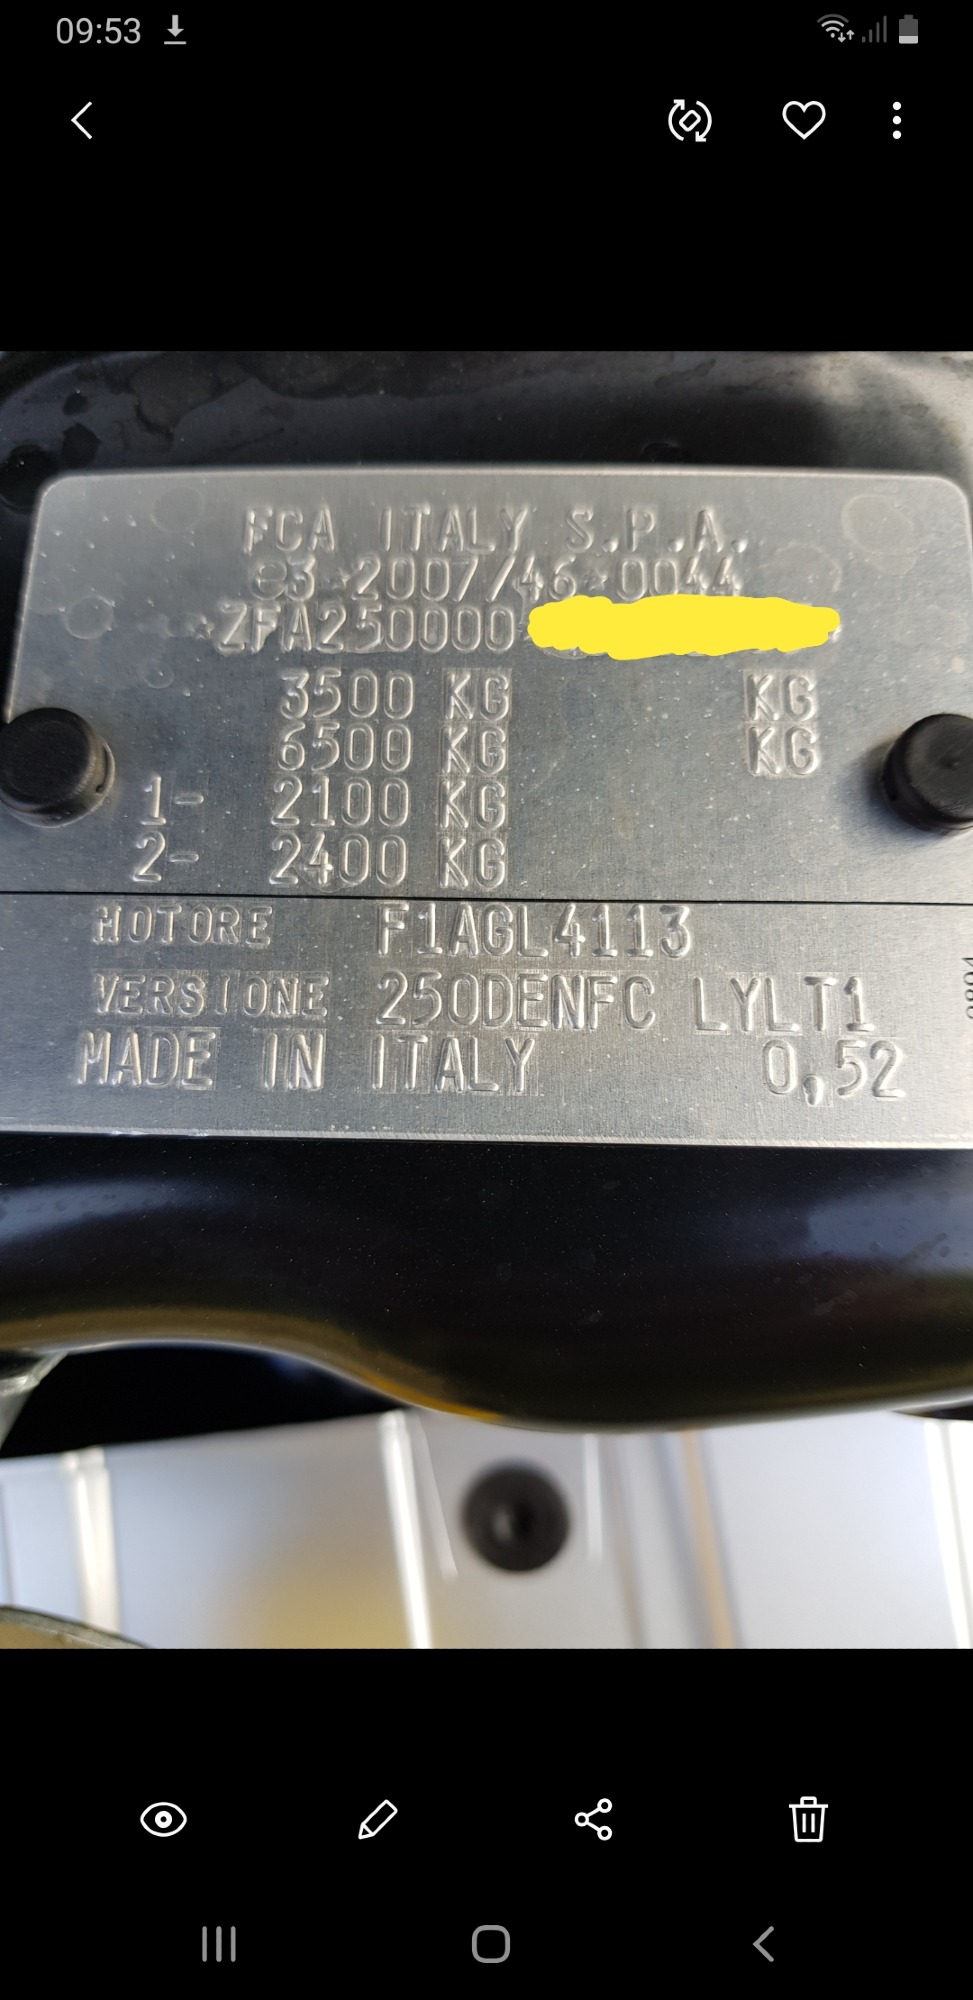 09:53
FCA ITALY S.P.A.
e3*2007/46*0044
*ZFA250000
3500 KG KG
6500 KG KG
1- 2100 KG
2- 2400 KG
MOTORE F1AGL4113
VERSIONE 250DENFC LYLT1
MADE IN ITALY 0,52